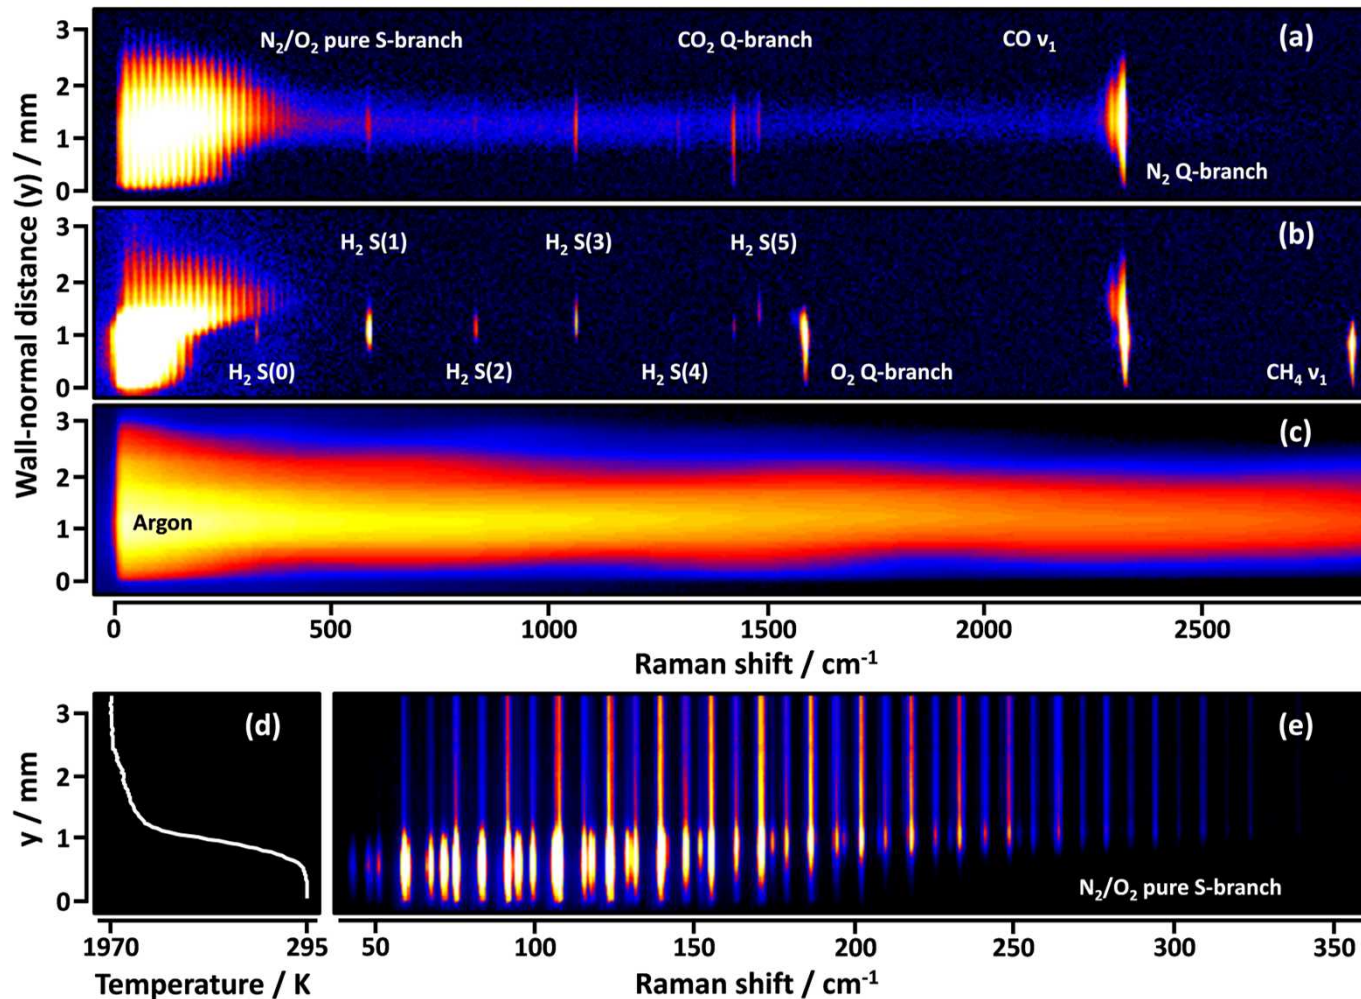 3
2
1
0
N₂/O₂ pure S-branch
CO₂ Q-branch
CO ν₁
(a)
N₂ Q-branch
Wall-normal distance (y) / mm
3
2
1
0
H₂ S(1)
H₂ S(3)
H₂ S(5)
(b)
H₂ S(0)
H₂ S(2)
H₂ S(4)
O₂ Q-branch
CH₄ ν₁
3
2
1
0
(c)
Argon
0 500 1000 1500 2000 2500
Raman shift / cm⁻¹
y / mm
3
2
1
0
(d)
(e)
N₂/O₂ pure S-branch
1970 295
50 100 150 200 250 300 350
Temperature / K
Raman shift / cm⁻¹